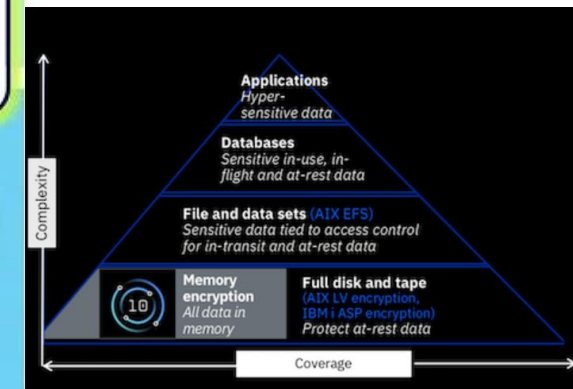 Applications
Hyper-
sensitive data
Databases
Sensitive in-use, in-
flight and at-rest data
File and data sets (AIX EFS)
Sensitive data tied to access control
for in-transit and at-rest data
10
Memory
encryption
All data in
memory
Full disk and tape
(AIX LV encryption,
IBM i ASP encryption)
Protect at-rest data
Complexity
Coverage